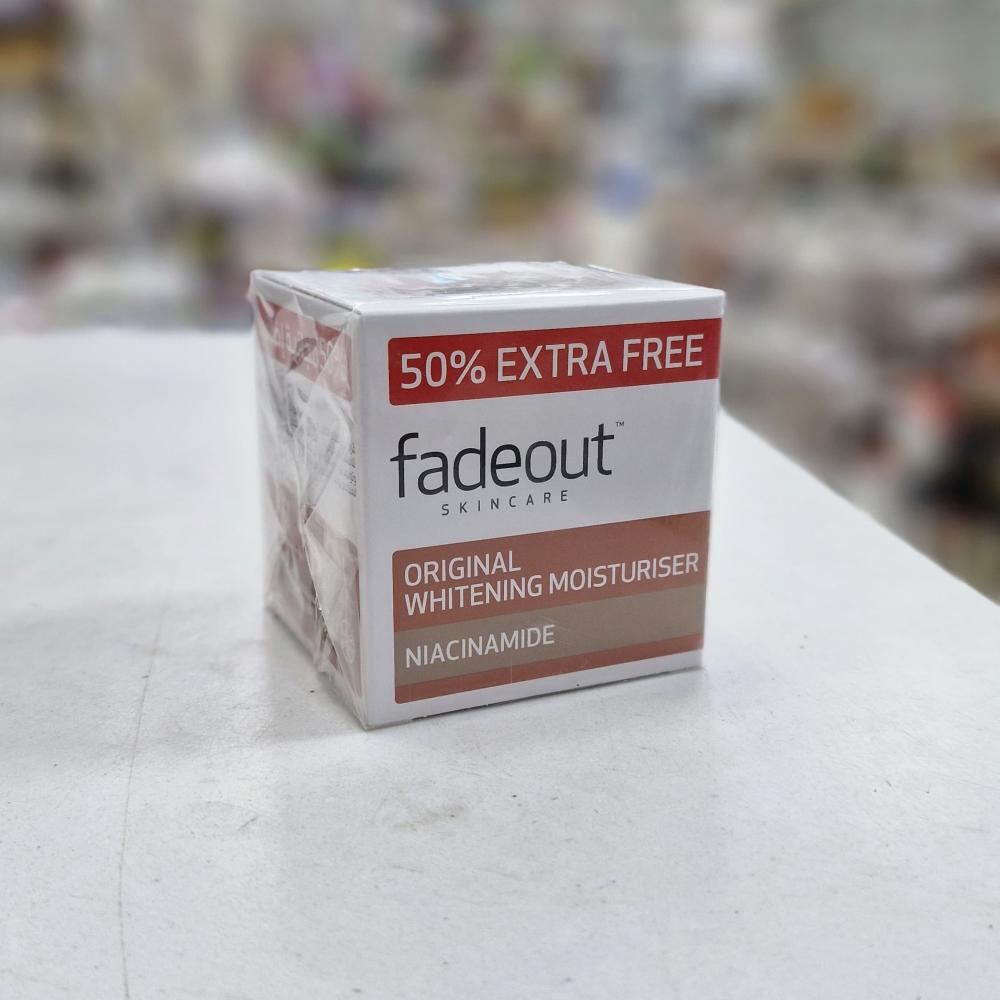 50% EXTRA FREE
fadeout™
SKINCARE
ORIGINAL
WHITENING MOISTURISER
NIACINAMIDE